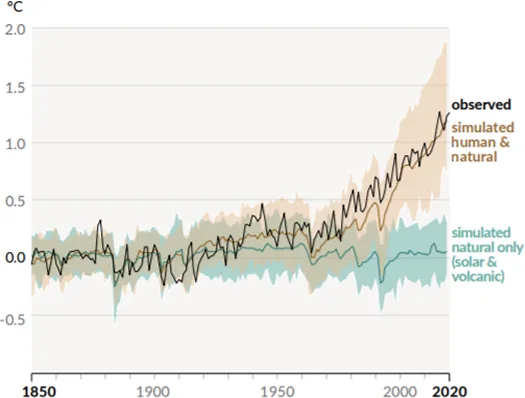 °C
2.0
1.5
1.0
0.5
0.0
-0.5
observed
simulated
human &
natural
simulated
natural only
(solar &
volcanic)
1850
1900
1950
2000
2020